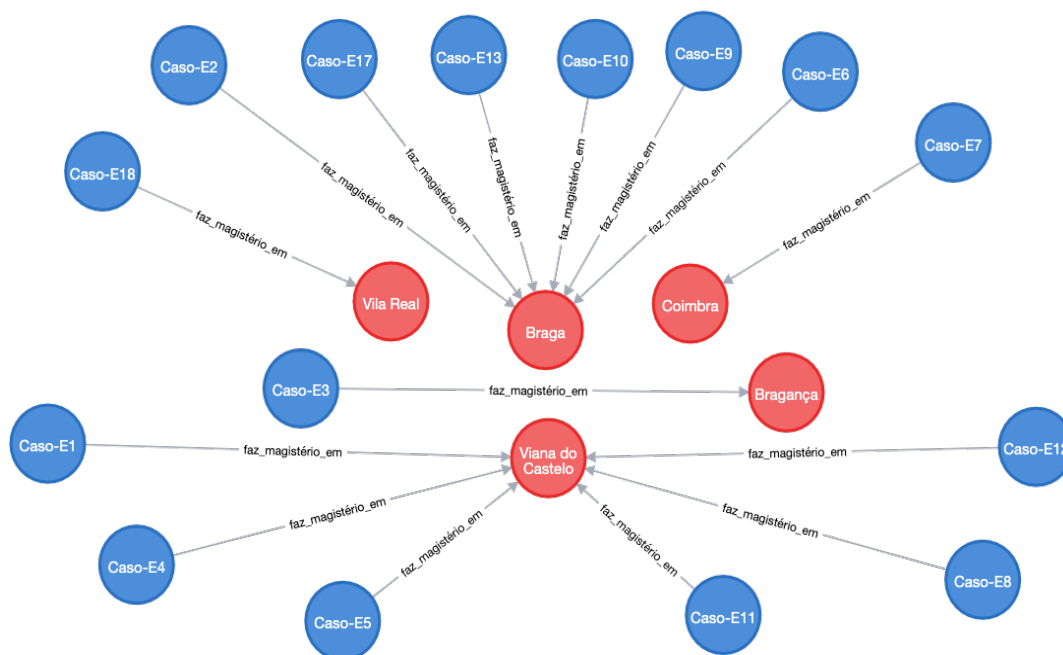 Caso-E2
Caso-E17
Caso-E13
Caso-E10
Caso-E9
Caso-E6
Caso-E18
Caso-E7
faz_magistério_em
faz_magistério_em
faz_magistério_em
faz_magistério_em
faz_magistério_em
faz_magistério_em
faz_magistério_em
faz_magistério_em
Vila Real
Braga
Coimbra
Caso-E3
faz_magistério_em
Bragança
Caso-E1
faz_magistério_em
Viana do
Castelo
faz_magistério_em
Caso-E12
faz_magistério_em
faz_magistério_em
faz_magistério_em
faz_magistério_em
Caso-E4
Caso-E5
Caso-E11
Caso-E8